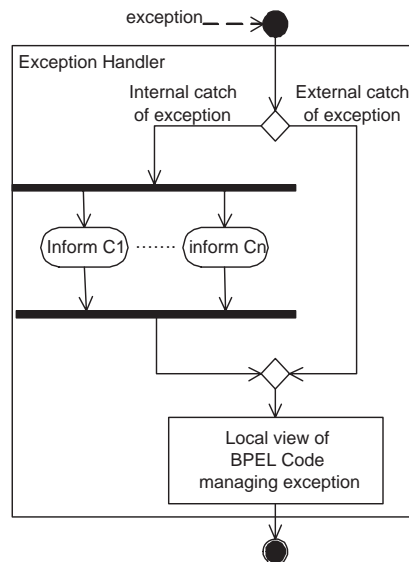 exception
Exception Handler
Internal catch
of exception
External catch
of exception
Inform C1
inform Cn
Local view of
BPEL Code
managing exception